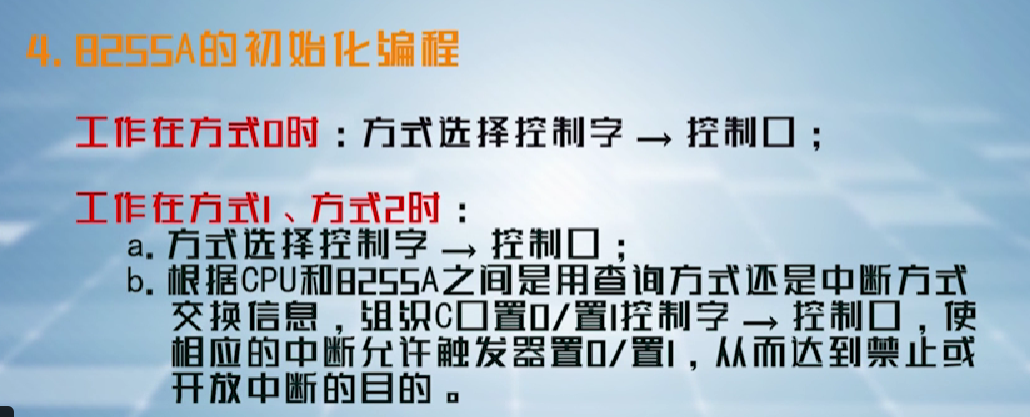 4. 8255A的初始化编程
工作在方式0时：方式选择控制字 → 控制口；
工作在方式1、方式2时：
a. 方式选择控制字 → 控制口；
b. 根据CPU和8255A之间是用查询方式还是中断方式
交换信息，组织C口置0/置1控制字 → 控制口，使
相应的中断允许触发器置0/置1，从而达到禁止或
开放中断的目的。